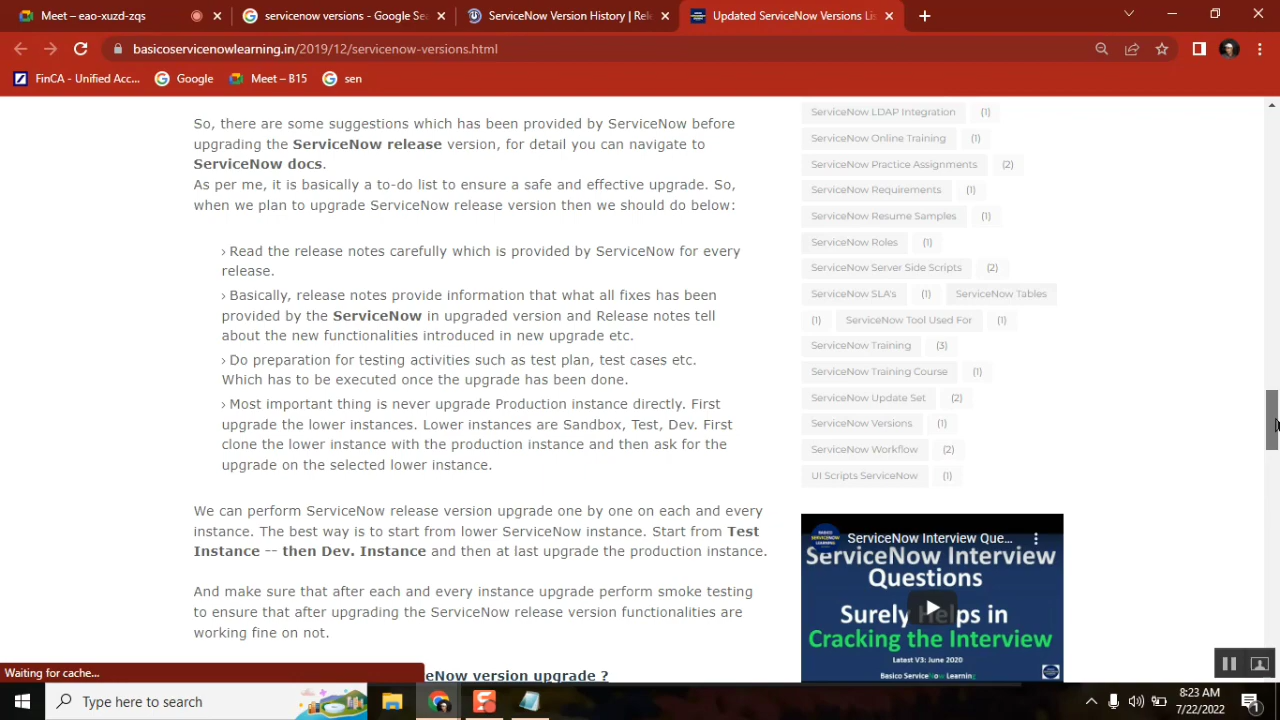 Meet – eao-xuzd-zqs
servicenow versions - Google Se
ServiceNow Version History | Rele
Updated ServiceNow Versions Lis
basicoservicenowlearning.in/2019/12/servicenow-versions.html
FinCA - Unified Acc...
Google
Meet – B15
sen
So, there are some suggestions which has been provided by ServiceNow before
upgrading the ServiceNow release version, for detail you can navigate to
ServiceNow docs.
As per me, it is basically a to-do list to ensure a safe and effective upgrade. So,
when we plan to upgrade ServiceNow release version then we should do below:
› Read the release notes carefully which is provided by ServiceNow for every
release.
› Basically, release notes provide information that what all fixes has been
provided by the ServiceNow in upgraded version and Release notes tell
about the new functionalities introduced in new upgrade etc.
› Do preparation for testing activities such as test plan, test cases etc.
Which has to be executed once the upgrade has been done.
› Most important thing is never upgrade Production instance directly. First
upgrade the lower instances. Lower instances are Sandbox, Test, Dev. First
clone the lower instance with the production instance and then ask for the
upgrade on the selected lower instance.
We can perform ServiceNow release version upgrade one by one on each and every
instance. The best way is to start from lower ServiceNow instance. Start from Test
Instance -- then Dev. Instance and then at last upgrade the production instance.
And make sure that after each and every instance upgrade perform smoke testing
to ensure that after upgrading the ServiceNow release version functionalities are
working fine on not.
eNow version upgrade ?
ServiceNow LDAP Integration (1)
ServiceNow Online Training (1)
ServiceNow Practice Assignments (2)
ServiceNow Requirements (1)
ServiceNow Resume Samples (1)
ServiceNow Roles (1)
ServiceNow Server Side Scripts (2)
ServiceNow SLA's (1) ServiceNow Tables
(1) ServiceNow Tool Used For (1)
ServiceNow Training (3)
ServiceNow Training Course (1)
ServiceNow Update Set (2)
ServiceNow Versions (1)
ServiceNow Workflow (2)
UI Scripts ServiceNow (1)
BASICO
SERVICENOW
LEARNING
ServiceNow Interview Que...
ServiceNow Interview
Questions
Surely Helps in
Cracking the Interview
Latest V3: June 2020
Basico ServiceNow Learning
Waiting for cache...
Type here to search
8:23 AM
7/22/2022
1